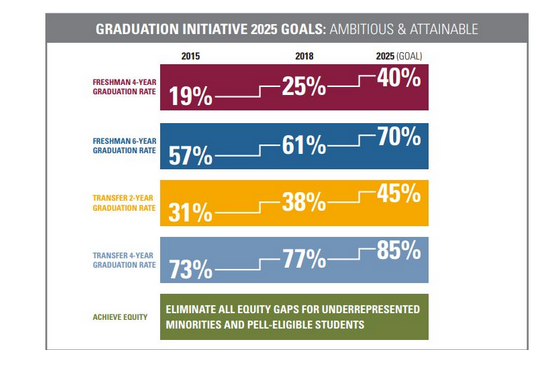 GRADUATION INITIATIVE 2025 GOALS: AMBITIOUS & ATTAINABLE
2015 2018 2025 (GOAL)
FRESHMAN 4-YEAR
GRADUATION RATE
19% 25% 40%
FRESHMAN 6-YEAR
GRADUATION RATE
57% 61% 70%
TRANSFER 2-YEAR
GRADUATION RATE
31% 38% 45%
TRANSFER 4-YEAR
GRADUATION RATE
73% 77% 85%
ACHIEVE EQUITY
ELIMINATE ALL EQUITY GAPS FOR UNDERREPRESENTED
MINORITIES AND PELL-ELIGIBLE STUDENTS